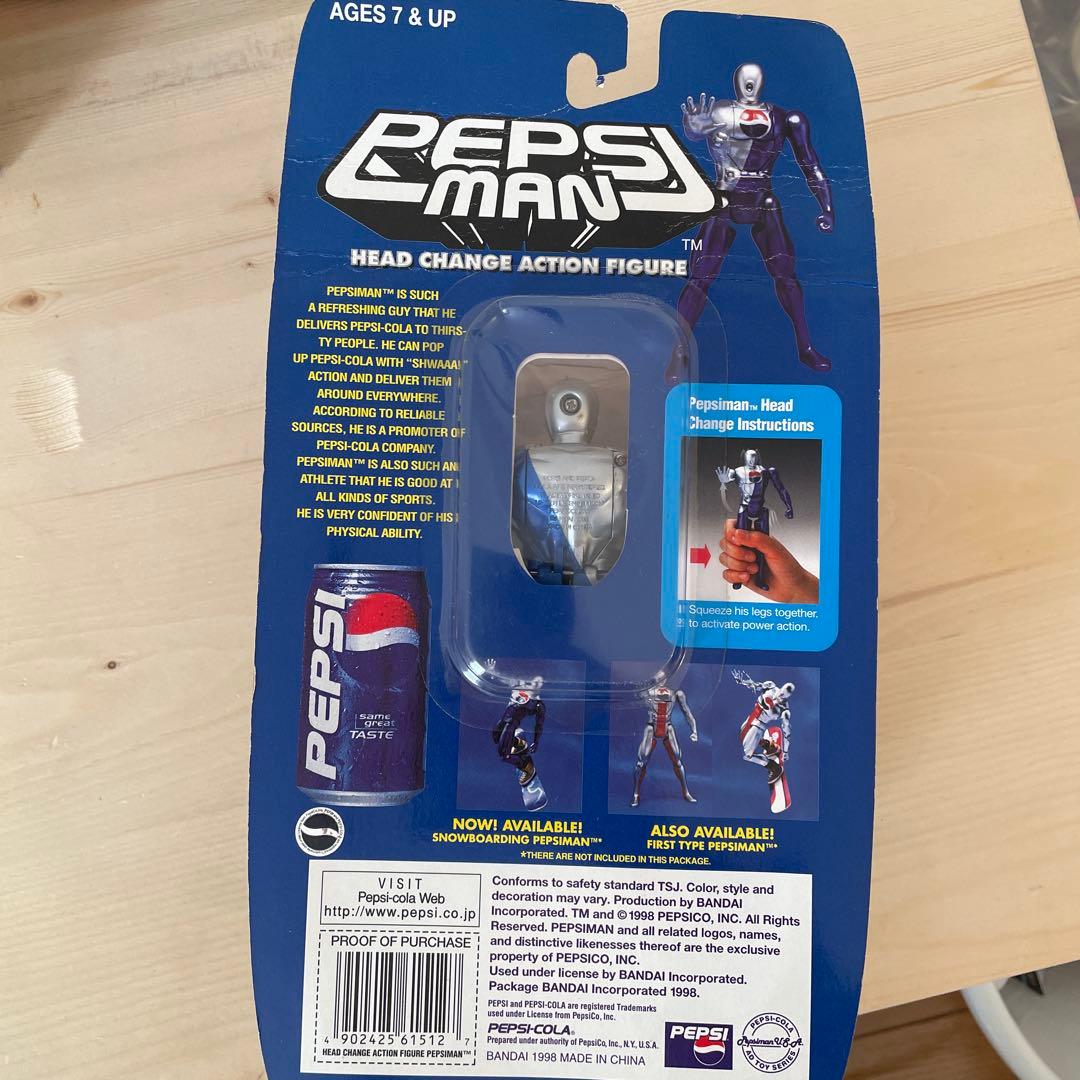 AGES 7 & UP
PEPSI
MAN
TM
HEAD CHANGE ACTION FIGURE
PEPSIMAN™ IS SUCH
A REFRESHING GUY THAT HE
DELIVERS PEPSI-COLA TO THIRS-
TY PEOPLE. HE CAN POP
UP PEPSI-COLA WITH "SHWAAA!"
ACTION AND DELIVER THEM
AROUND EVERYWHERE.
ACCORDING TO RELIABLE
SOURCES, HE IS A PROMOTER OF
PEPSI-COLA COMPANY.
PEPSIMAN™ IS ALSO SUCH AN
ATHLETE THAT HE IS GOOD AT
ALL KINDS OF SPORTS.
HE IS VERY CONFIDENT OF HIS
PHYSICAL ABILITY.
Pepsiman™ Head
Change Instructions
Squeeze his legs together.
to activate power action.
PEPSI
same
great
TASTE
NOW! AVAILABLE!
SNOWBOARDING PEPSIMAN™*
ALSO AVAILABLE!
FIRST TYPE PEPSIMAN™*
*THERE ARE NOT INCLUDED IN THIS PACKAGE.
VISIT
Pepsi-cola Web
http://www.pepsi.co.jp
PROOF OF PURCHASE
4 902425 61512 7
HEAD CHANGE ACTION FIGURE PEPSIMAN™
Conforms to safety standard TSJ. Color, style and
decoration may vary. Production by BANDAI
Incorporated. TM and ©1998 PEPSICO, INC. All Rights
Reserved. PEPSIMAN and all related logos, names,
and distinctive likenesses thereof are the exclusive
property of PEPSICO, INC.
Used under license by BANDAI Incorporated.
Package BANDAI Incorporated 1998.
PEPSI and PEPSI-COLA are registered Trademarks
used under License from PepsiCo, Inc.
PEPSI-COLA®
Prepared under authority of PepsiCo, Inc., N.Y., U.S.A.
BANDAI 1998 MADE IN CHINA
PEPSI
PEPSI-COLA
Pepsiman U.S.A.
AD TOY SERIES